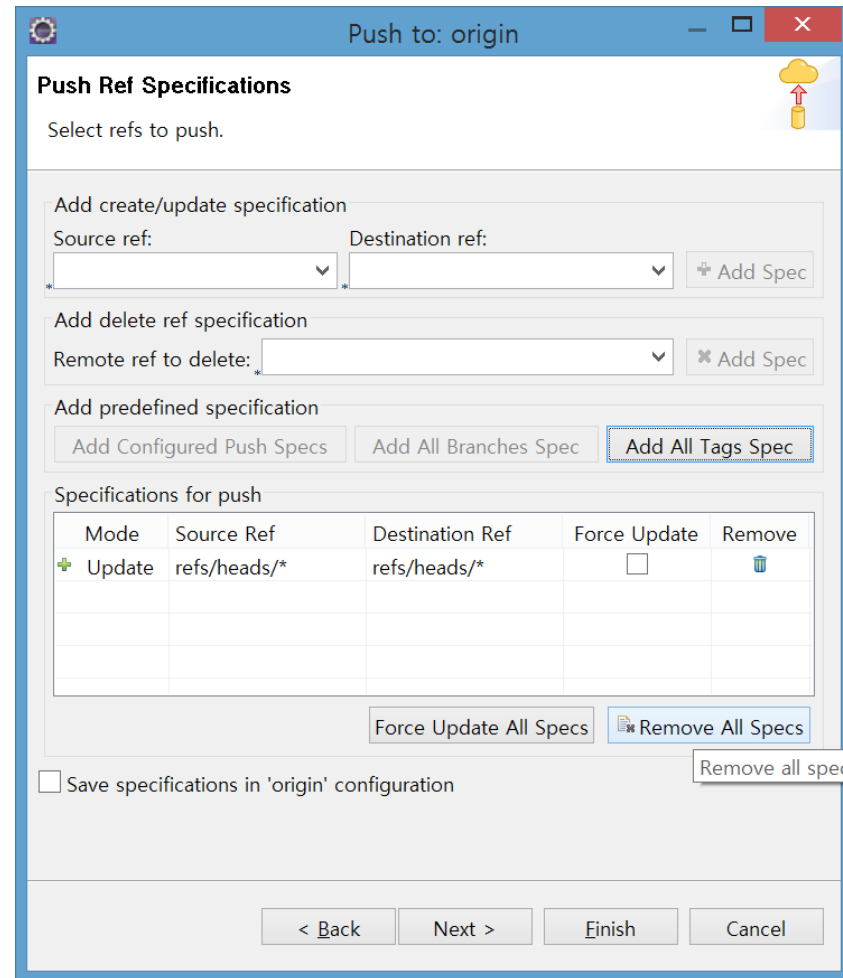 Push to: origin
Push Ref Specifications
Select refs to push.
Add create/update specification
Source ref: Destination ref:
* * Add Spec
Add delete ref specification
Remote ref to delete: * Add Spec
Add predefined specification
Add Configured Push Specs Add All Branches Spec Add All Tags Spec
Specifications for push
Mode Source Ref Destination Ref Force Update Remove
Update refs/heads/* refs/heads/*
Force Update All Specs Remove All Specs
Remove all spe
Save specifications in 'origin' configuration
< Back Next > Finish Cancel